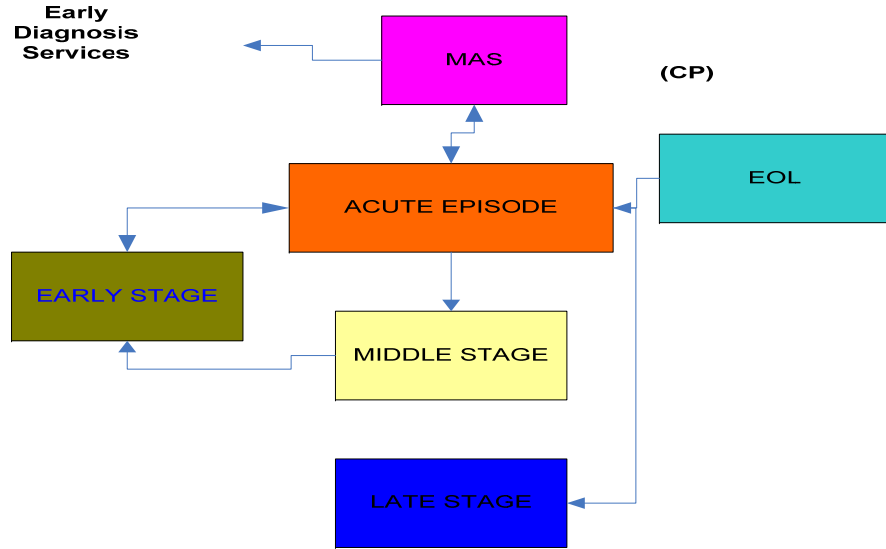 Early
Diagnosis
Services
MAS
(CP)
EOL
ACUTE EPISODE
EARLY STAGE
MIDDLE STAGE
LATE STAGE